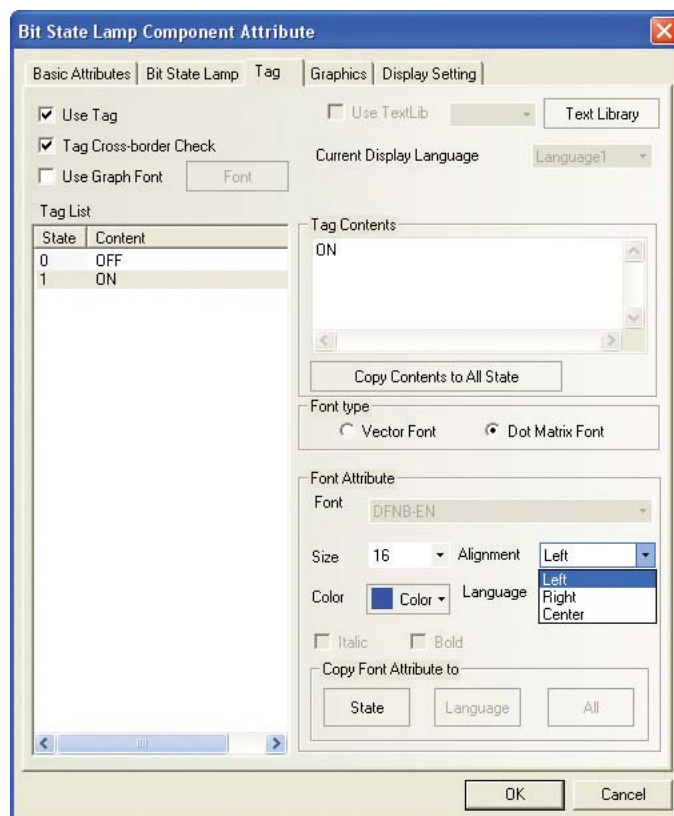 Bit State Lamp Component Attribute
Basic Attributes Bit State Lamp Tag Graphics Display Setting
Use Tag
Use TextLib Text Library
Tag Cross-border Check
Current Display Language Language1
Use Graph Font Font
Tag List
State Content
0 OFF
1 ON
Tag Contents
ON
Copy Contents to All State
Font type
Vector Font Dot Matrix Font
Font Attribute
Font DFNB-EN
Size 16 Alignment Left
Left
Color Color Language Right
Center
Italic Bold
Copy Font Attribute to
State Language All
OK Cancel